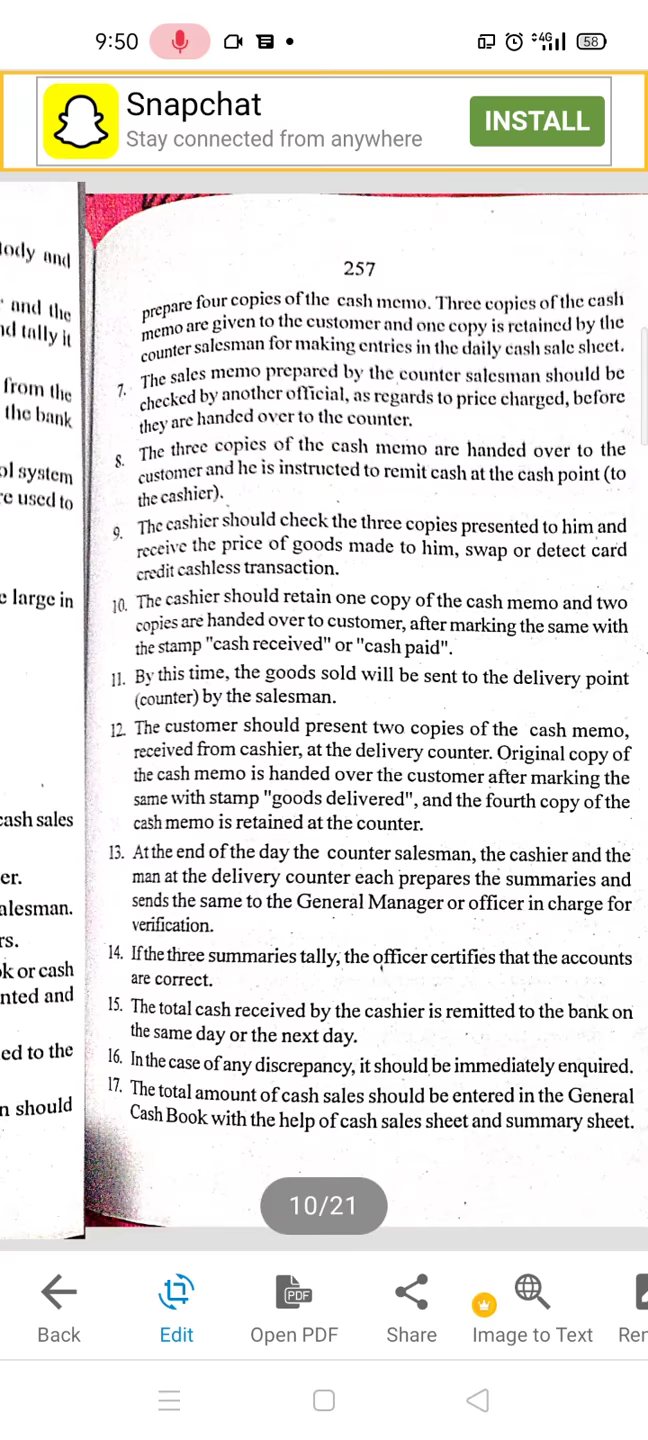 9:50
4G
58
Snapchat
Stay connected from anywhere
INSTALL
tody and
and the
nd tally it
from the
the bank
ol system
re used to
e large in
cash sales
er.
alesman.
rs.
k or cash
nted and
ed to the
n should
257
prepare four copies of the cash memo. Three copies of the cash
memo are given to the customer and one copy is retained by the
counter salesman for making entries in the daily cash sale sheet.
7. The sales memo prepared by the counter salesman should be
checked by another official, as regards to price charged, before
they are handed over to the counter.
8. The three copies of the cash memo are handed over to the
customer and he is instructed to remit cash at the cash point (to
the cashier).
9. The cashier should check the three copies presented to him and
receive the price of goods made to him, swap or detect card
credit cashless transaction.
10. The cashier should retain one copy of the cash memo and two
copies are handed over to customer, after marking the same with
the stamp "cash received" or "cash paid".
11. By this time, the goods sold will be sent to the delivery point
(counter) by the salesman.
12. The customer should present two copies of the cash memo,
received from cashier, at the delivery counter. Original copy of
the cash memo is handed over the customer after marking the
same with stamp "goods delivered", and the fourth copy of the
cash memo is retained at the counter.
13. At the end of the day the counter salesman, the cashier and the
man at the delivery counter each prepares the summaries and
sends the same to the General Manager or officer in charge for
verification.
14. If the three summaries tally, the officer certifies that the accounts
are correct.
15. The total cash received by the cashier is remitted to the bank on
the same day or the next day.
16. In the case of any discrepancy, it should be immediately enquired.
17. The total amount of cash sales should be entered in the General
Cash Book with the help of cash sales sheet and summary sheet.
10/21
Back
Edit
PDF
Open PDF
Share
Image to Text
Rer